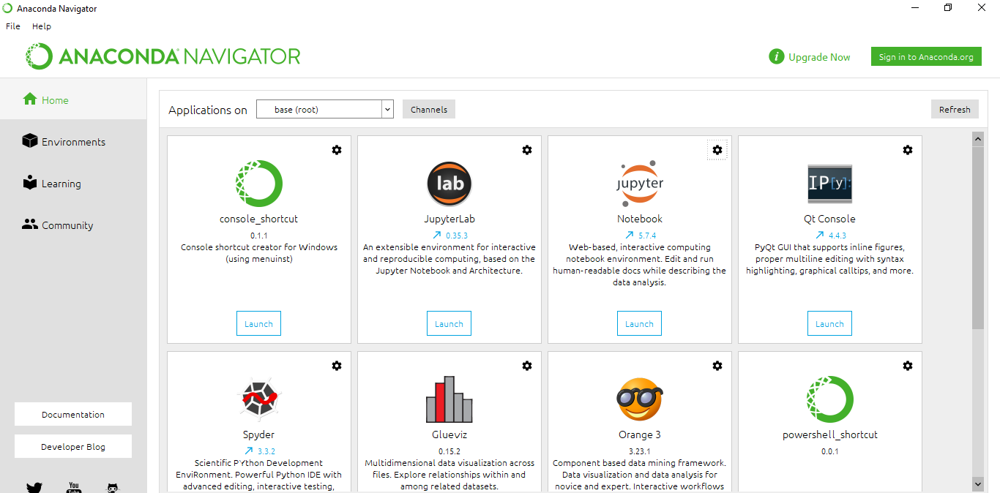 Anaconda Navigator
File Help
ANACONDA NAVIGATOR
i Upgrade Now
Sign in to Anaconda.org
Home
Environments
Learning
Community
Documentation
Developer Blog
You
Tube
Applications on
base (root)
Channels
Refresh
console_shortcut
0.1.1
Console shortcut creator for Windows
(using menuinst)
Launch
lab
JupyterLab
0.35.3
An extensible environment for interactive
and reproducible computing, based on the
Jupyter Notebook and Architecture.
Launch
jupyter
Notebook
5.7.4
Web-based, interactive computing
notebook environment. Edit and run
human-readable docs while describing the
data analysis.
Launch
IP[y]:
Qt Console
4.4.3
PyQt GUI that supports inline figures,
proper multiline editing with syntax
highlighting, graphical calltips, and more.
Launch
Spyder
3.3.2
Scientific PYthon Development
EnviRonment. Powerful Python IDE with
advanced editing, interactive testing,
Glueviz
0.15.2
Multidimensional data visualization across
files. Explore relationships within and
among related datasets.
Orange 3
3.23.1
Component based data mining framework.
Data visualization and data analysis for
novice and expert. Interactive workflows
powershell_shortcut
0.0.1